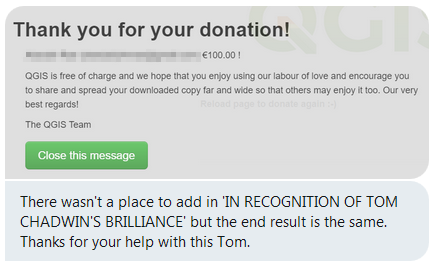 QGIS
Thank you for your donation!
€100.00 !
QGIS is free of charge and we hope that you enjoy using our labour of love and encourage you
to share and spread your downloaded copy far and wide so that others may enjoy it too. Our very
best regards!
Reload page to donate again :-)
The QGIS Team
Close this message
There wasn't a place to add in 'IN RECOGNITION OF TOM
CHADWIN'S BRILLIANCE' but the end result is the same.
Thanks for your help with this Tom.